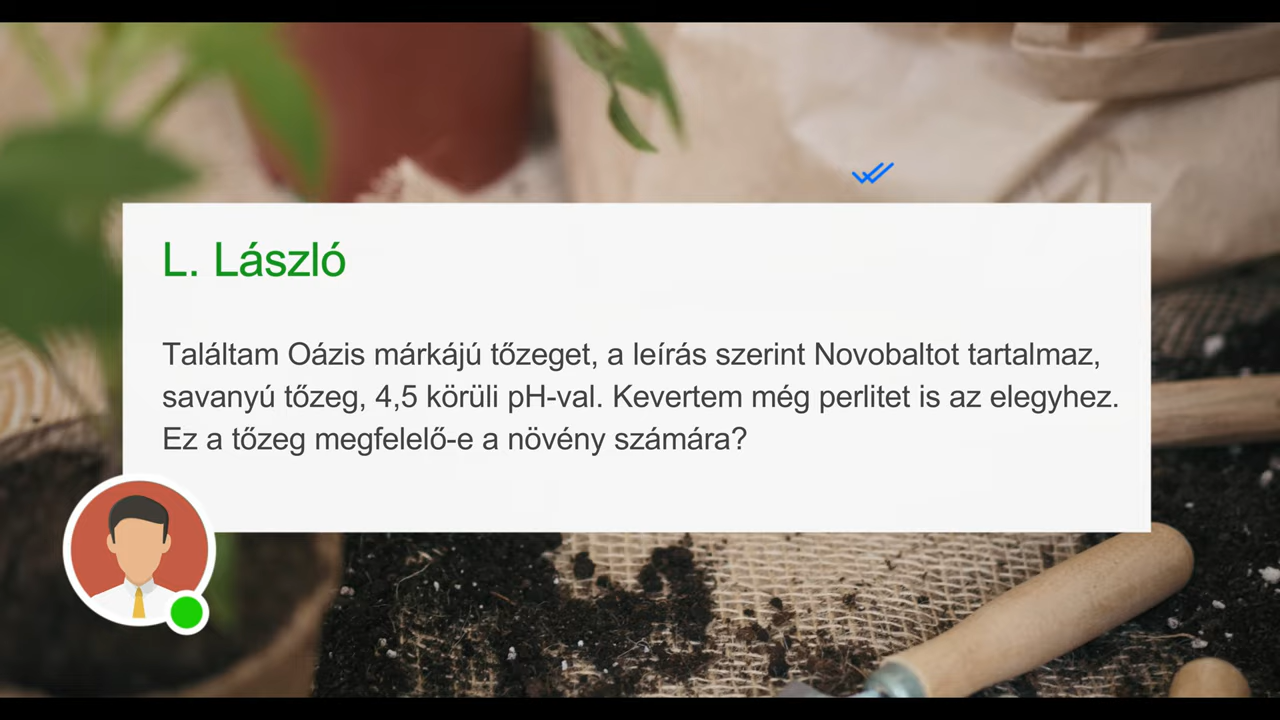 L. László
Találtam Oázis márkájú tőzeget, a leírás szerint Novobaltot tartalmaz,
savanyú tőzeg, 4,5 körüli pH-val. Kevertem még perlitet is az elegyhez.
Ez a tőzeg megfelelő-e a növény számára?